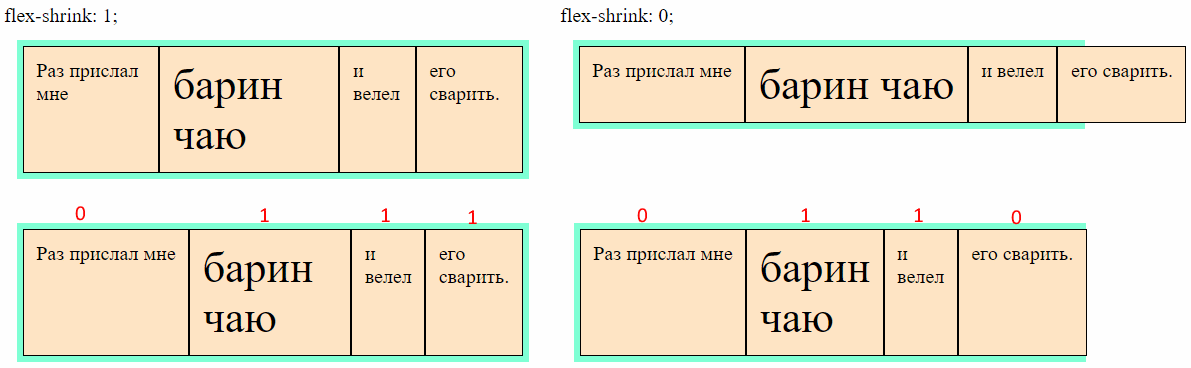 flex-shrink: 1;
Раз прислал
мне
барин
чаю
и
велел
его
сварить.
flex-shrink: 0;
Раз прислал мне
барин чаю
и велел
его сварить.
0
1
1
1
Раз прислал мне
барин
чаю
и
велел
его
сварить.
0
1
1
0
Раз прислал мне
барин
чаю
и
велел
его сварить.